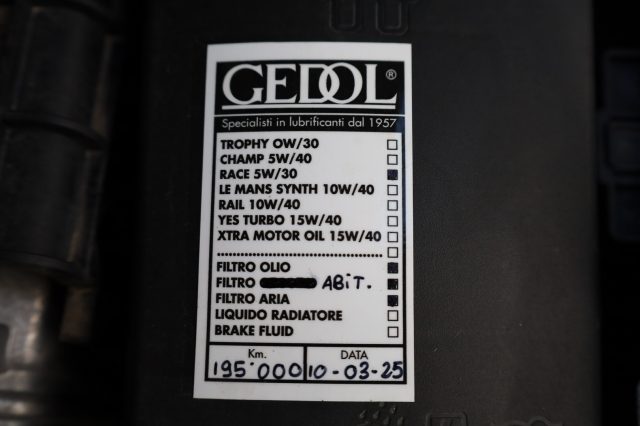 GEDOL®
Specialisti in lubrificanti dal 1957
TROPHY 0W/30
CHAMP 5W/40
RACE 5W/30
LE MANS SYNTH 10W/40
RAIL 10W/40
YES TURBO 15W/40
XTRA MOTOR OIL 15W/40
FILTRO OLIO
FILTRO ABIT.
FILTRO ARIA
LIQUIDO RADIATORE
BRAKE FLUID
Km. DATA
195.000 10-03-25